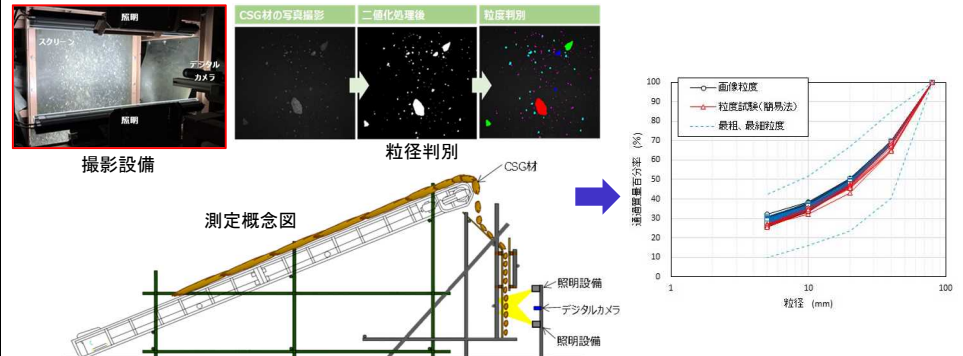 照明
スクリーン
デジタル
カメラ
照明
撮影設備
CSG材の写真撮影
二値化処理後
粒度判別
粒径判別
CSG材
測定概念図
照明設備
デジタルカメラ
照明設備
画像粒度
粒度試験(簡易法)
最粗、最細粒度
通過質量百分率 (%)
100
90
80
70
60
50
40
30
20
10
0
1
10
100
粒径 (mm)